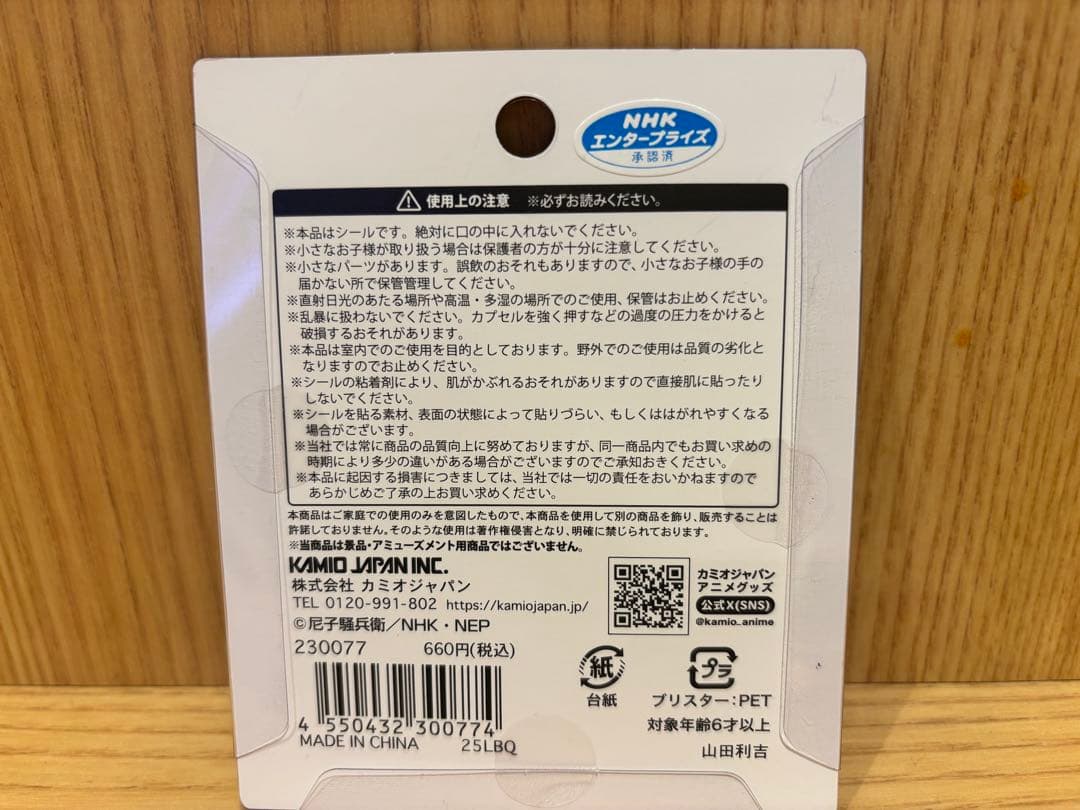 NHK
エンタープライズ
承認済
使用上の注意 ※必ずお読みください。
※本品はシールです。絶対に口の中に入れないでください。
※小さなお子様が取り扱う場合は保護者の方が十分に注意してください。
※小さなパーツがあります。誤飲のおそれもありますので、小さなお子様の手の
届かない所で保管管理してください。
※直射日光のあたる場所や高温・多湿の場所でのご使用、保管はお止めください。
※乱暴に扱わないでください。カプセルを強く押すなどの過度の圧力をかけると
破損するおそれがあります。
※本品は室内でのご使用を目的としております。野外でのご使用は品質の劣化と
なりますのでお止めください。
※シールの粘着剤により、肌がかぶれるおそれがありますので直接肌に貼ったり
しないでください。
※シールを貼る素材、表面の状態によって貼りづらい、もしくははがれやすくなる
場合がございます。
※当社では常に商品の品質向上に努めておりますが、同一商品内でもお買い求めの
時期により多少の違いがある場合がございますのでご承知おきください。
※本品に起因する損害につきましては、当社では一切の責任をおいかねますので
あらかじめご了承の上お買い求めください。
本商品はご家庭での使用のみを意図したもので、本商品を使用して別の商品を飾り、販売することは
許諾しておりません。そのような使用は著作権侵害となり、明確に禁じられております。
※当商品は景品・アミューズメント用商品ではございません。
KAMIO JAPAN INC.
株式会社 カミオジャパン
TEL 0120-991-802 https://kamiojapan.jp/
©尼子騒兵衛/NHK・NEP
カミオジャパン
アニメグッズ
公式X(SNS)
@kamio_anime
230077 660円(税込)
4 550432 300774
MADE IN CHINA 25LBQ
紙
台紙
プラ
ブリスター:PET
対象年齢6才以上
山田利吉